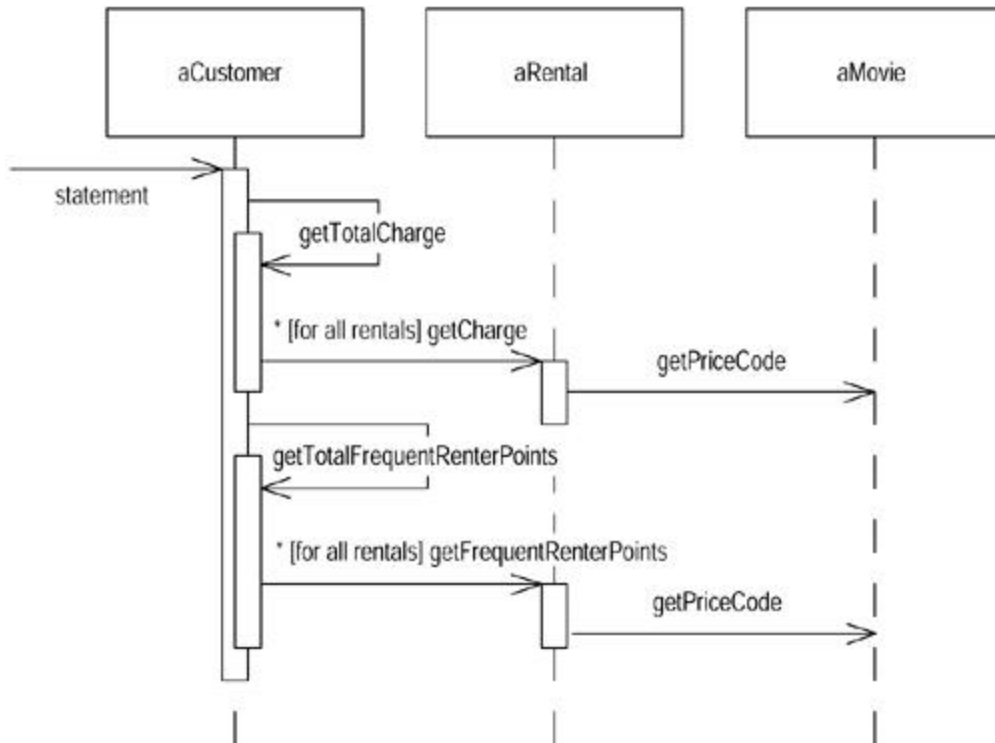 aCustomer
aRental
aMovie
statement
getTotalCharge
* [for all rentals] getCharge
getPriceCode
getTotalFrequentRenterPoints
* [for all rentals] getFrequentRenterPoints
getPriceCode